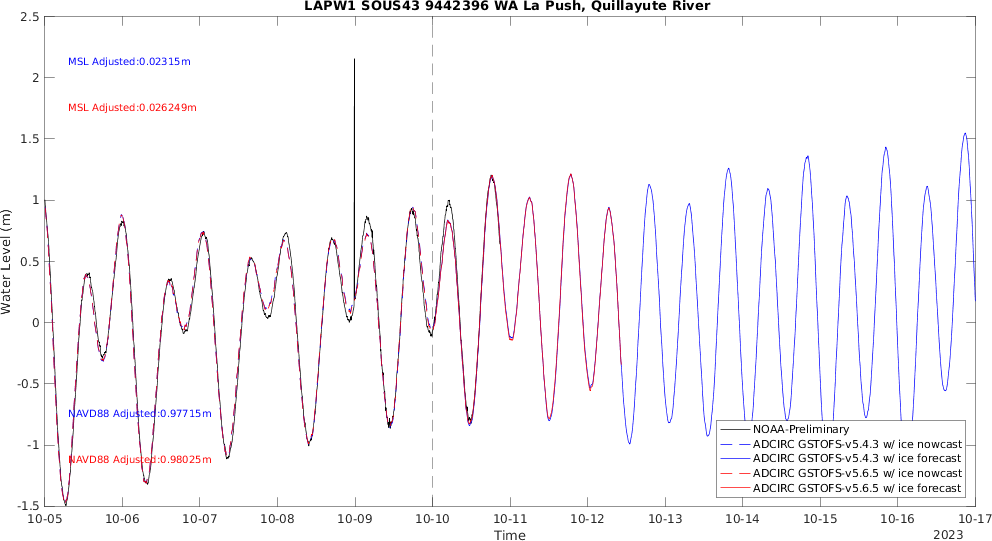 LAPW1 SOUS43 9442396 WA La Push, Quillayute River
2.5
2
1.5
1
0.5
0
-0.5
-1
-1.5
Water Level (m)
MSL Adjusted:0.02315m
MSL Adjusted:0.026249m
NAVD88 Adjusted:0.97715m
NAVD88 Adjusted:0.98025m
NOAA-Preliminary
ADCIRC GSTOFS-v5.4.3 w/ ice nowcast
ADCIRC GSTOFS-v5.4.3 w/ ice forecast
ADCIRC GSTOFS-v5.6.5 w/ ice nowcast
ADCIRC GSTOFS-v5.6.5 w/ ice forecast
10-05 10-06 10-07 10-08 10-09 10-10 10-11 10-12 10-13 10-14 10-15 10-16 10-17
Time
2023